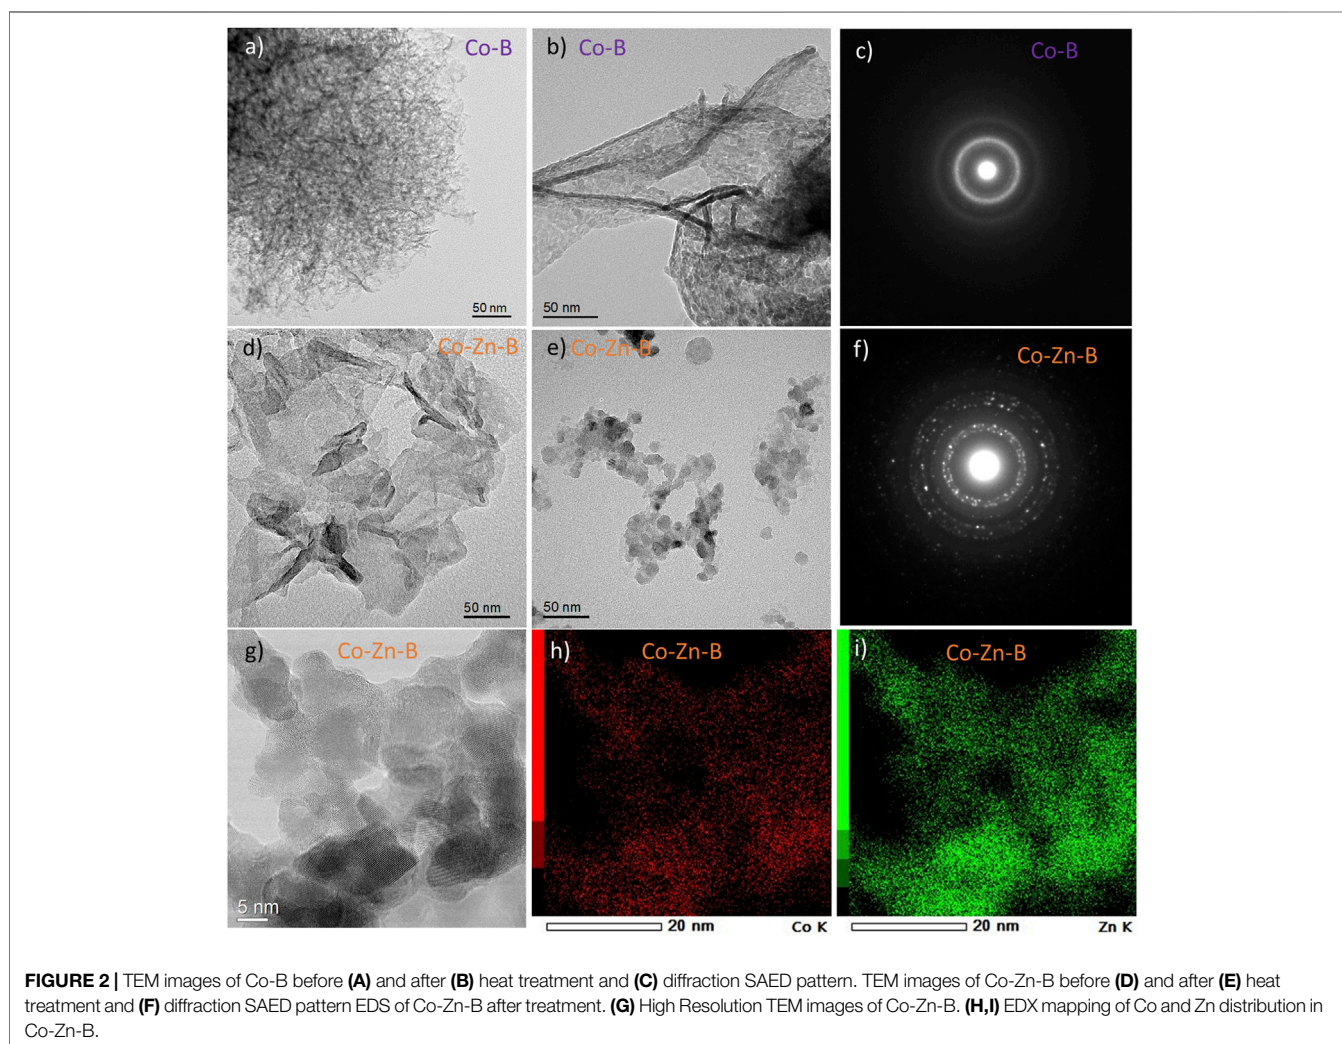 a)
Co-B
50 nm
b)
Co-B
50 nm
c)
Co-B
d)
Co-Zn-B
50 nm
e)
Co-Zn-B
50 nm
f)
Co-Zn-B
g)
Co-Zn-B
5 nm
h)
Co-Zn-B
20 nm
Co K
i)
Co-Zn-B
20 nm
Zn K
FIGURE 2 | TEM images of Co-B before (A) and after (B) heat treatment and (C) diffraction SAED pattern. TEM images of Co-Zn-B before (D) and after (E) heat
treatment and (F) diffraction SAED pattern EDS of Co-Zn-B after treatment. (G) High Resolution TEM images of Co-Zn-B. (H,I) EDX mapping of Co and Zn distribution in
Co-Zn-B.